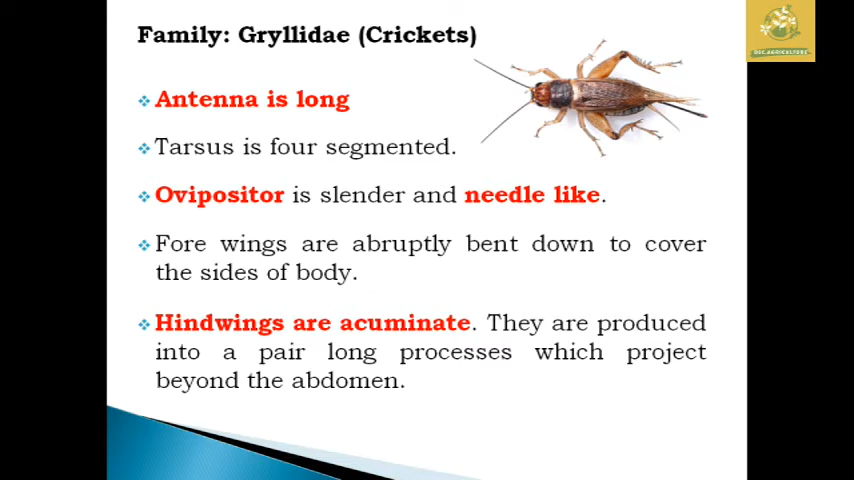 Family: Gryllidae (Crickets)
Antenna is long
Tarsus is four segmented.
Ovipositor is slender and needle like.
Fore wings are abruptly bent down to cover
the sides of body.
Hindwings are acuminate. They are produced
into a pair long processes which project
beyond the abdomen.